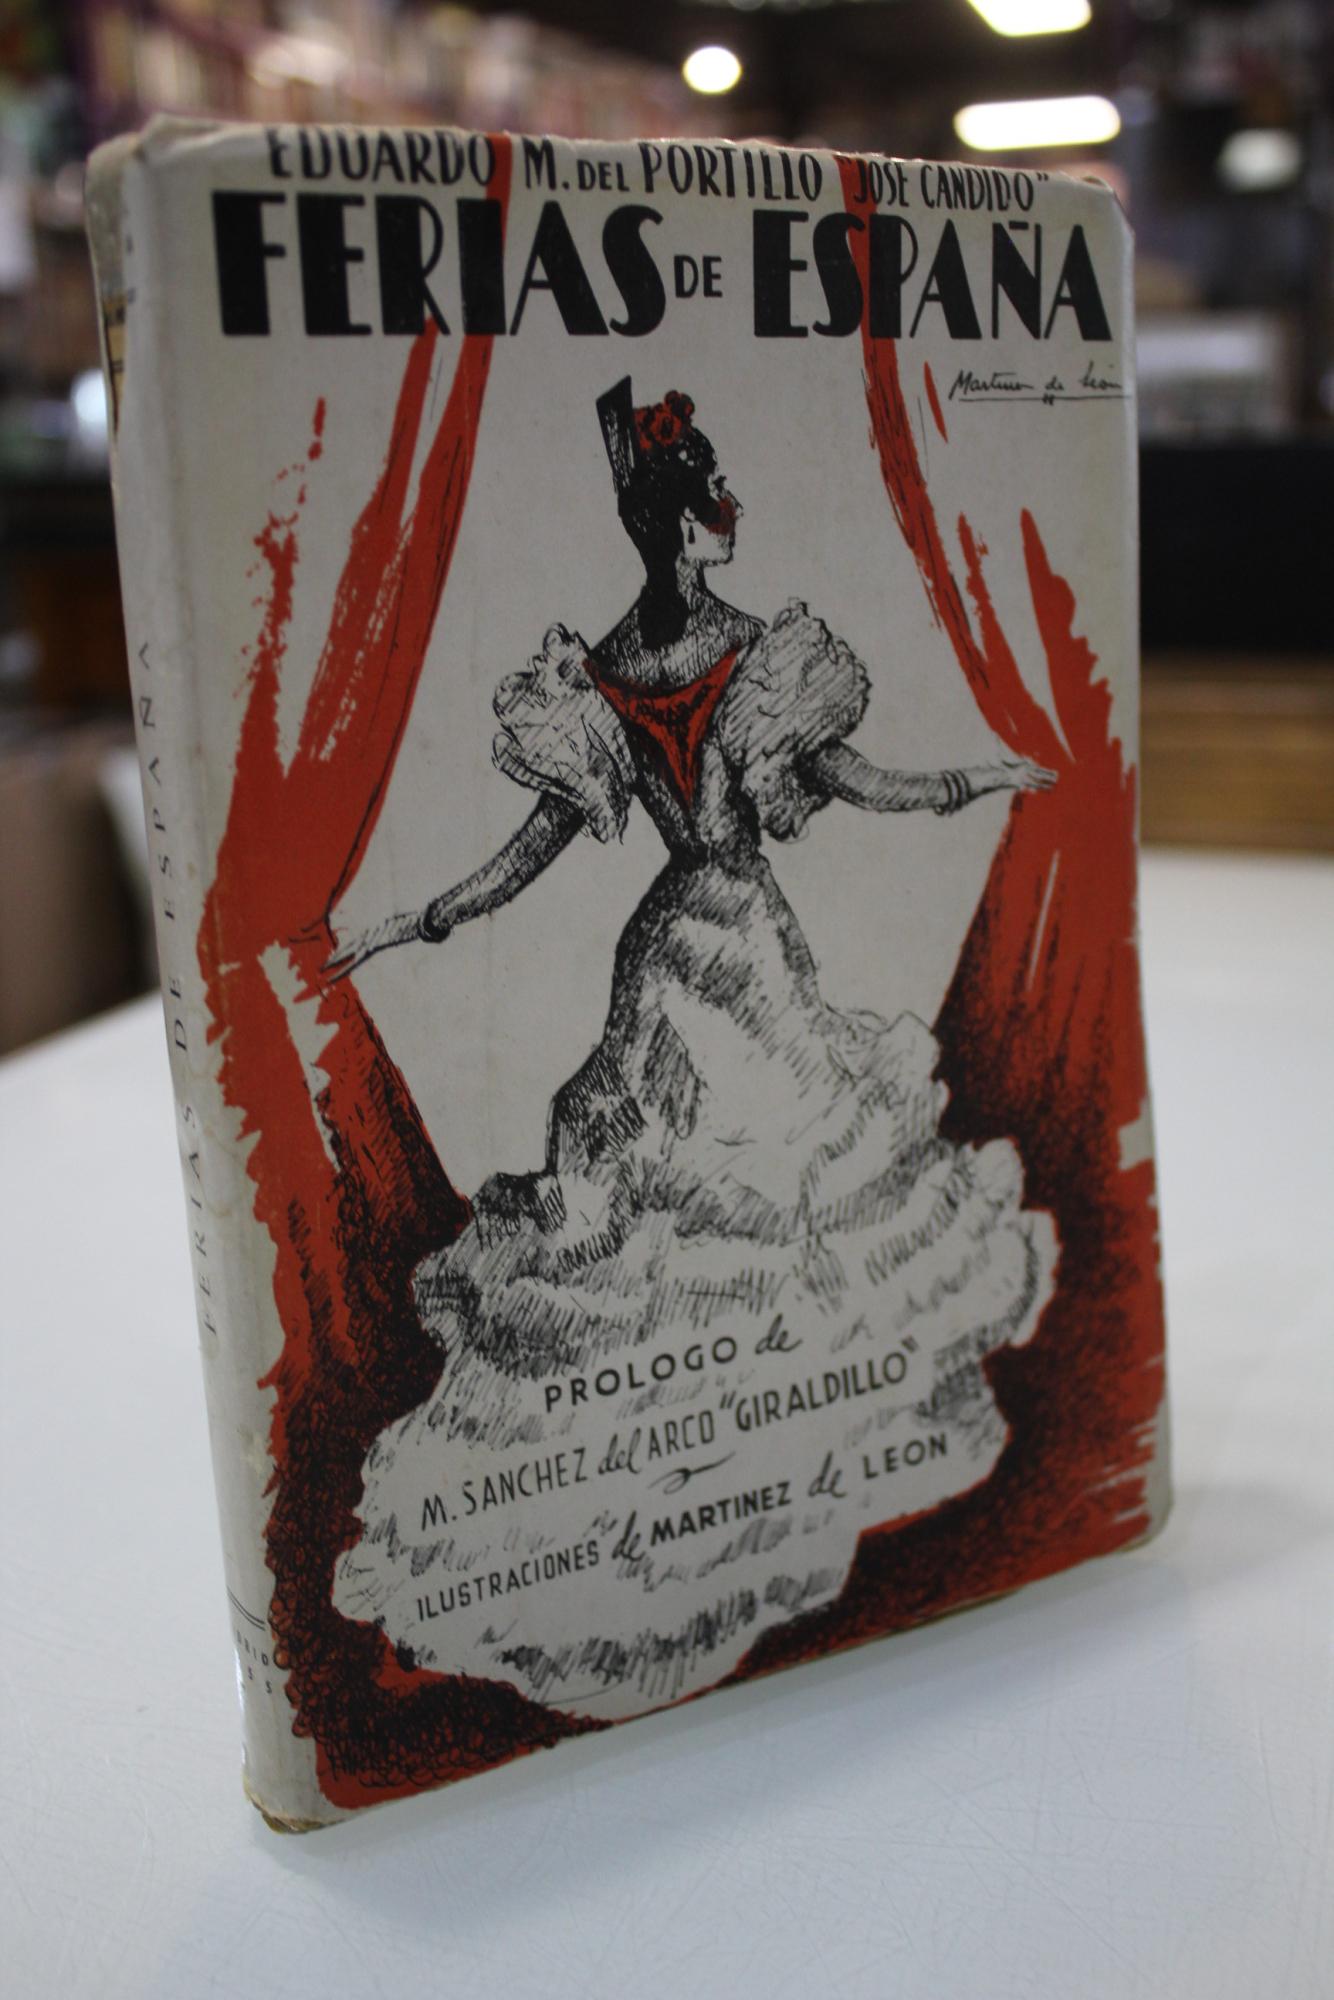 EDUARDO M. DEL PORTILLO "JOSE CANDIDO"
FERIAS DE ESPAÑA
Martinez de León
PROLOGO de
M. SANCHEZ del ARCO "GIRALDILLO"
ILUSTRACIONES de MARTINEZ de LEON
FERIAS DE ESPAÑA